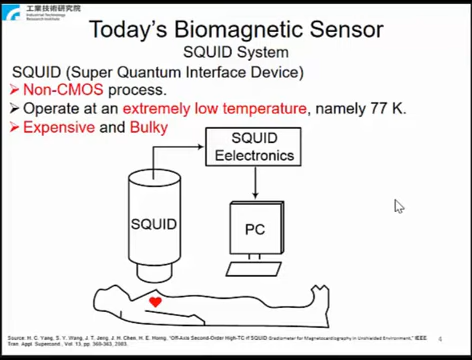 工業技術研究院
Industrial Technology
Research Institute
Today's Biomagnetic Sensor
SQUID System
SQUID (Super Quantum Interface Device)
➢ Non-CMOS process.
➢ Operate at an extremely low temperature, namely 77 K.
➢ Expensive and Bulky
SQUID
Eelectronics
SQUID
PC
Source: H. C. Yang, S. Y. Wang, J. T. Jeng, J. H. Chen, H. E. Horng, "Off-Axis Second-Order High-TC rf SQUID Gradiometer for Magnetocardiography in Unshielded Environment," IEEE
Tran. Appl. Supercond., Vol. 13, pp. 360-363, 2003.